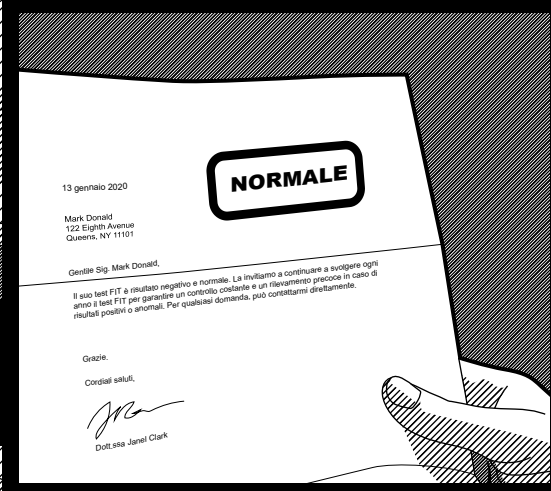 NORMALE
13 gennaio 2020
Mark Donald
122 Eighth Avenue
Queens, NY 11101
Gentile Sig. Mark Donald,
Il suo test FIT è risultato negativo e normale. La invitiamo a continuare a svolgere ogni
anno il test FIT per garantire un controllo costante e un rilevamento precoce in caso di
risultati positivi o anomali. Per qualsiasi domanda, può contattarmi direttamente.
Grazie.
Cordiali saluti,
Dott.ssa Janel Clark